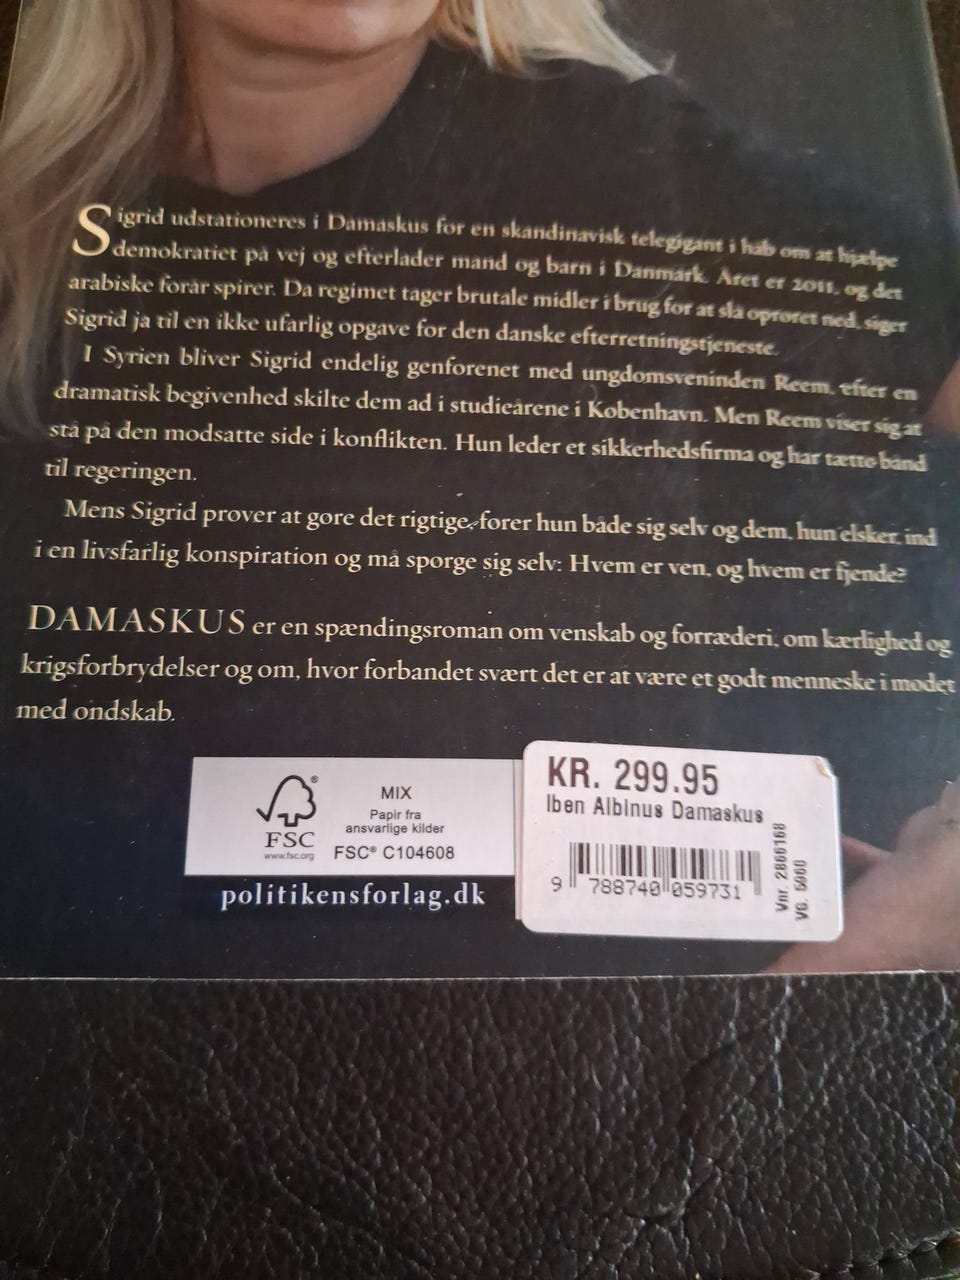 Sigrid udstationeres i Damaskus for en skandinavisk telegigant i hab om at hjælpe
demokratiet på vej og efterlader mand og barn i Danmark. Året er 2011, og det
arabiske forår spirer. Da regimet tager brutale midler i brug for at slå oprøret ned, siger
Sigrid ja til en ikke ufarlig opgave for den danske efterretningstjeneste.
I Syrien bliver Sigrid endelig genforenet med ungdomsveninden Reem, efter en
dramatisk begivenhed skilte dem ad i studieårene i København. Men Reem viser sig at
stå på den modsatte side i konflikten. Hun leder et sikkerhedsfirma og har tætte bånd
til regeringen.
Mens Sigrid prøver at gøre det rigtige, fører hun både sig selv og dem, hun elsker, ind
i en livsfarlig konspiration og må spørge sig selv: Hvem er ven, og hvem er fjende?
DAMASKUS er en spændingsroman om venskab og forræderi, om kærlighed og
krigsforbrydelser og om, hvor forbandet svært det er at være et godt menneske i mødet
med ondskab.
FSC®
www.fsc.org
MIX
Papir fra
ansvarlige kilder
FSC® C104608
politikensforlag.dk
KR. 299.95
Iben Albinus Damaskus
9 788740 059731
Vnr. 2866168
VG. 5060